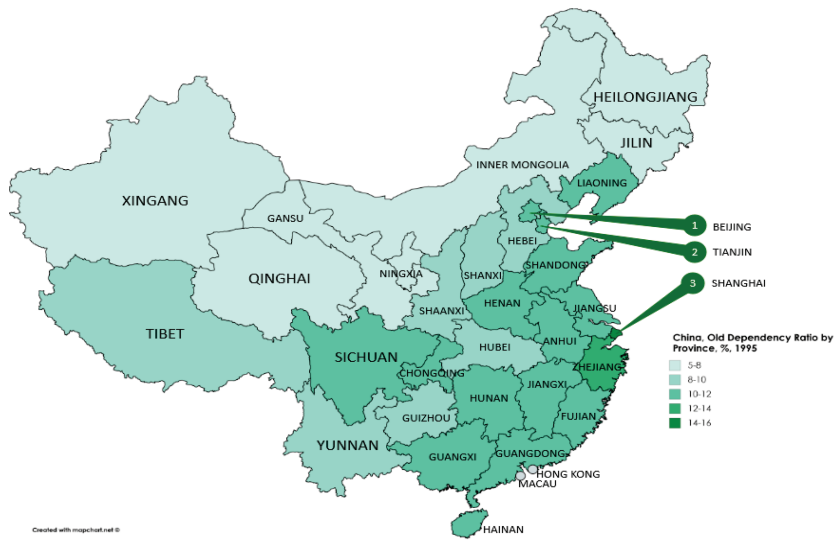 HEILONGJIANG
JILIN
INNER MONGOLIA
LIAONING
XINGANG
GANSU
1 BEIJING
HEBEI
2 TIANJIN
SHANDONG
QINGHAI
NINGXIA
SHANXI
3 SHANGHAI
HENAN
JIANGSU
SHAANXI
TIBET
ANHUI
HUBEI
SICHUAN
ZHEJIANG
CHONGQING
JIANGXI
HUNAN
GUIZHOU
FUJIAN
YUNNAN
GUANGDONG
GUANGXI
HONG KONG
MACAU
HAINAN
China, Old Dependency Ratio by
Province, %, 1995
5-8
8-10
10-12
12-14
14-16
Created with mapchart.net ©